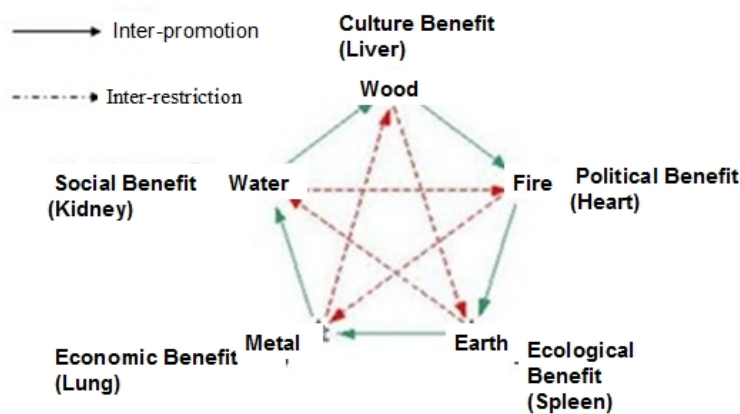 Inter-promotion
Inter-restriction
Culture Benefit
(Liver)
Wood
Social Benefit
(Kidney)
Water
Fire
Political Benefit
(Heart)
Economic Benefit
(Lung)
Metal
Earth
Ecological
Benefit
(Spleen)